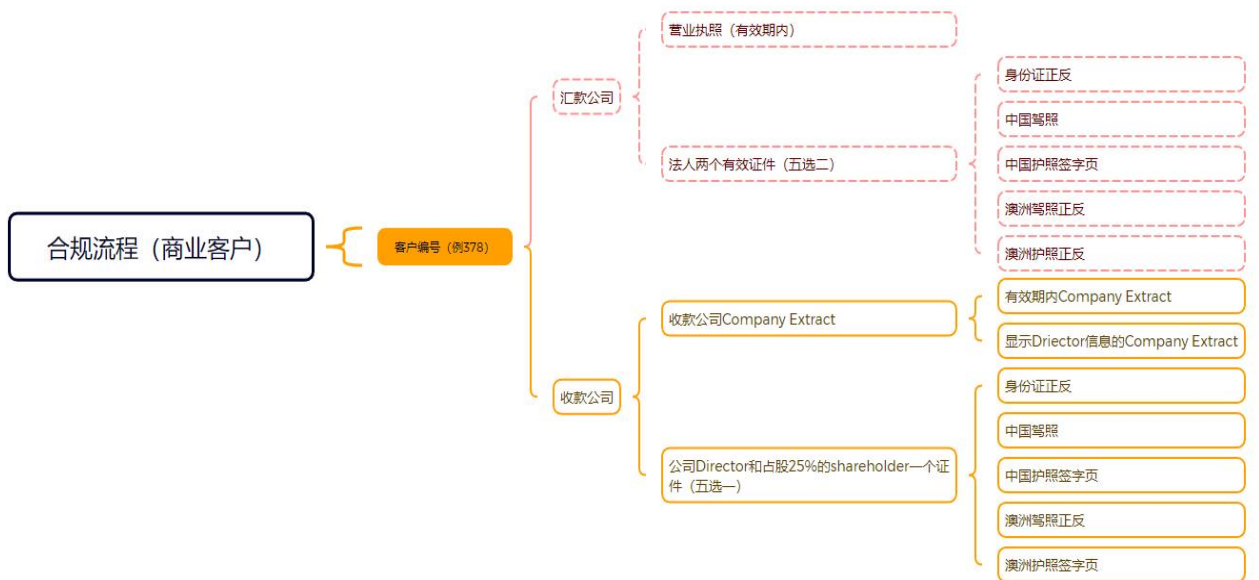 合规流程（商业客户）
客户编号（例378）
汇款公司
营业执照（有效期内）
法人两个有效证件（五选二）
身份证正反
中国驾照
中国护照签字页
澳洲驾照正反
澳洲护照正反
收款公司
收款公司Company Extract
有效期内Company Extract
显示Driector信息的Company Extract
公司Director和占股25%的shareholder一个证
件（五选一）
身份证正反
中国驾照
中国护照签字页
澳洲驾照正反
澳洲护照签字页